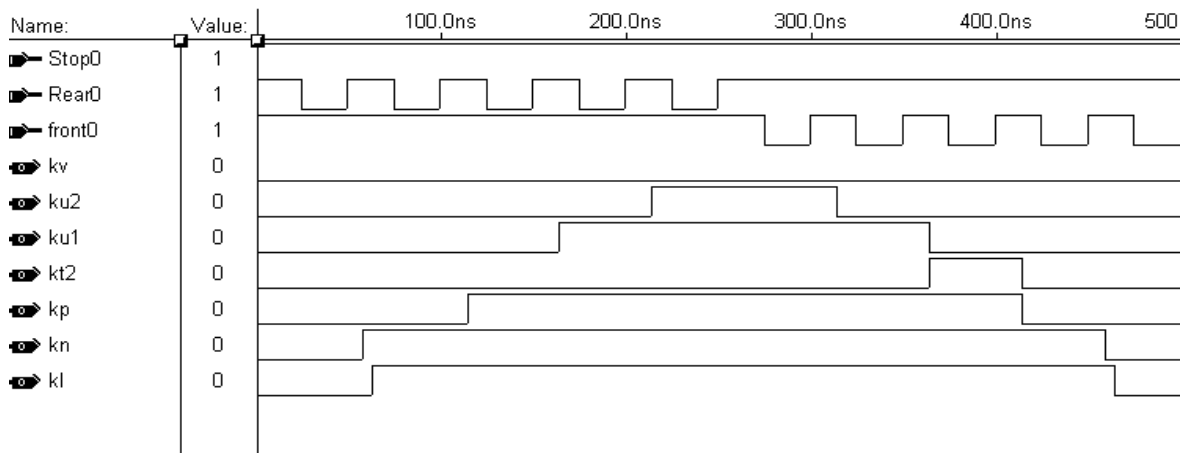 Name: Value: 100.0ns 200.0ns 300.0ns 400.0ns 500
Stop0 1
Rear0 1
front0 1
kv 0
ku2 0
ku1 0
kt2 0
kp 0
kn 0
kl 0